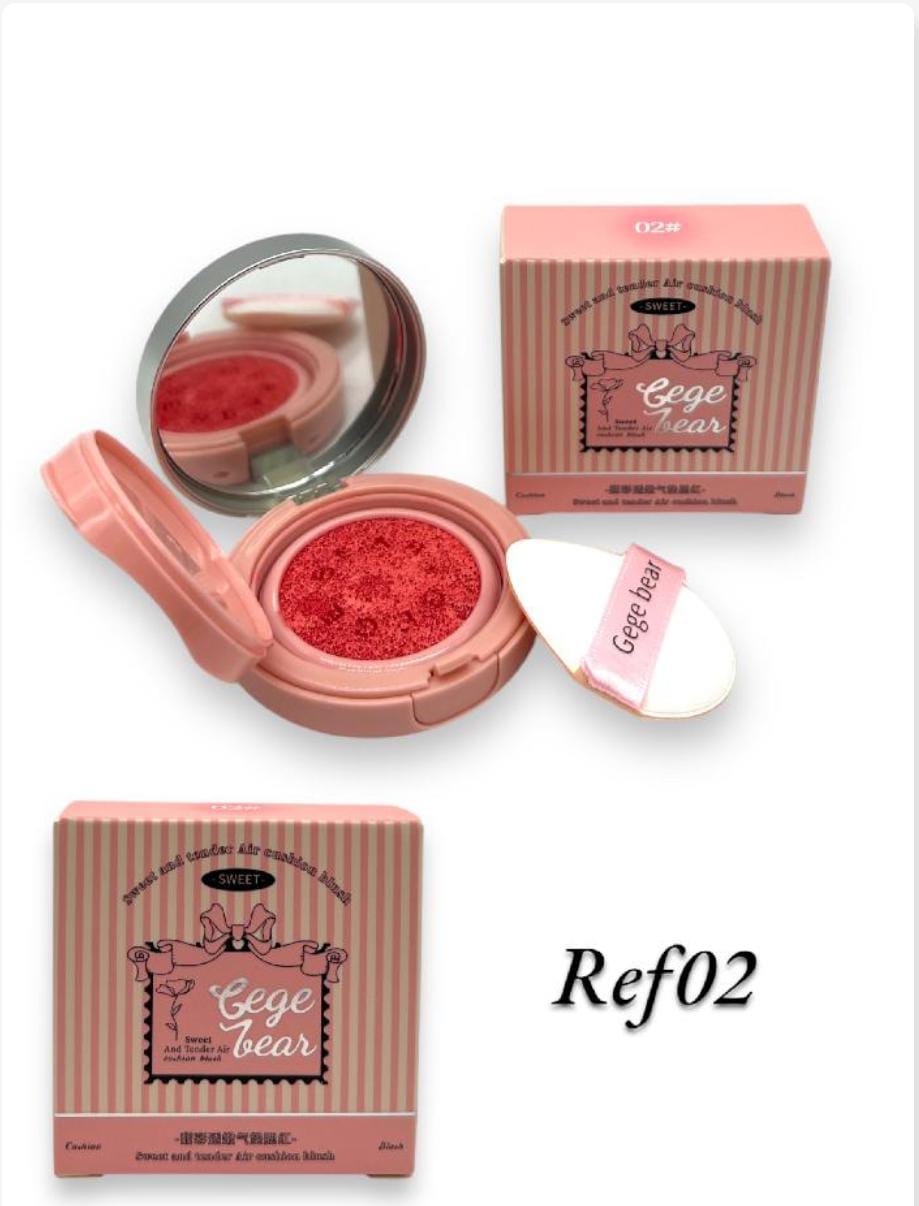 02#
Sweet and tender Air cushion blush
-SWEET-
Gege
bear
Sweet
And Tender Air
cushion blush
Cushion
Sweet and tender Air cushion blush
Blush
Gege bear
02#
Sweet and tender Air cushion blush
-SWEET-
Gege
bear
Sweet
And Tender Air
cushion blush
Cushion
Sweet and tender Air cushion blush
Blush
Ref02